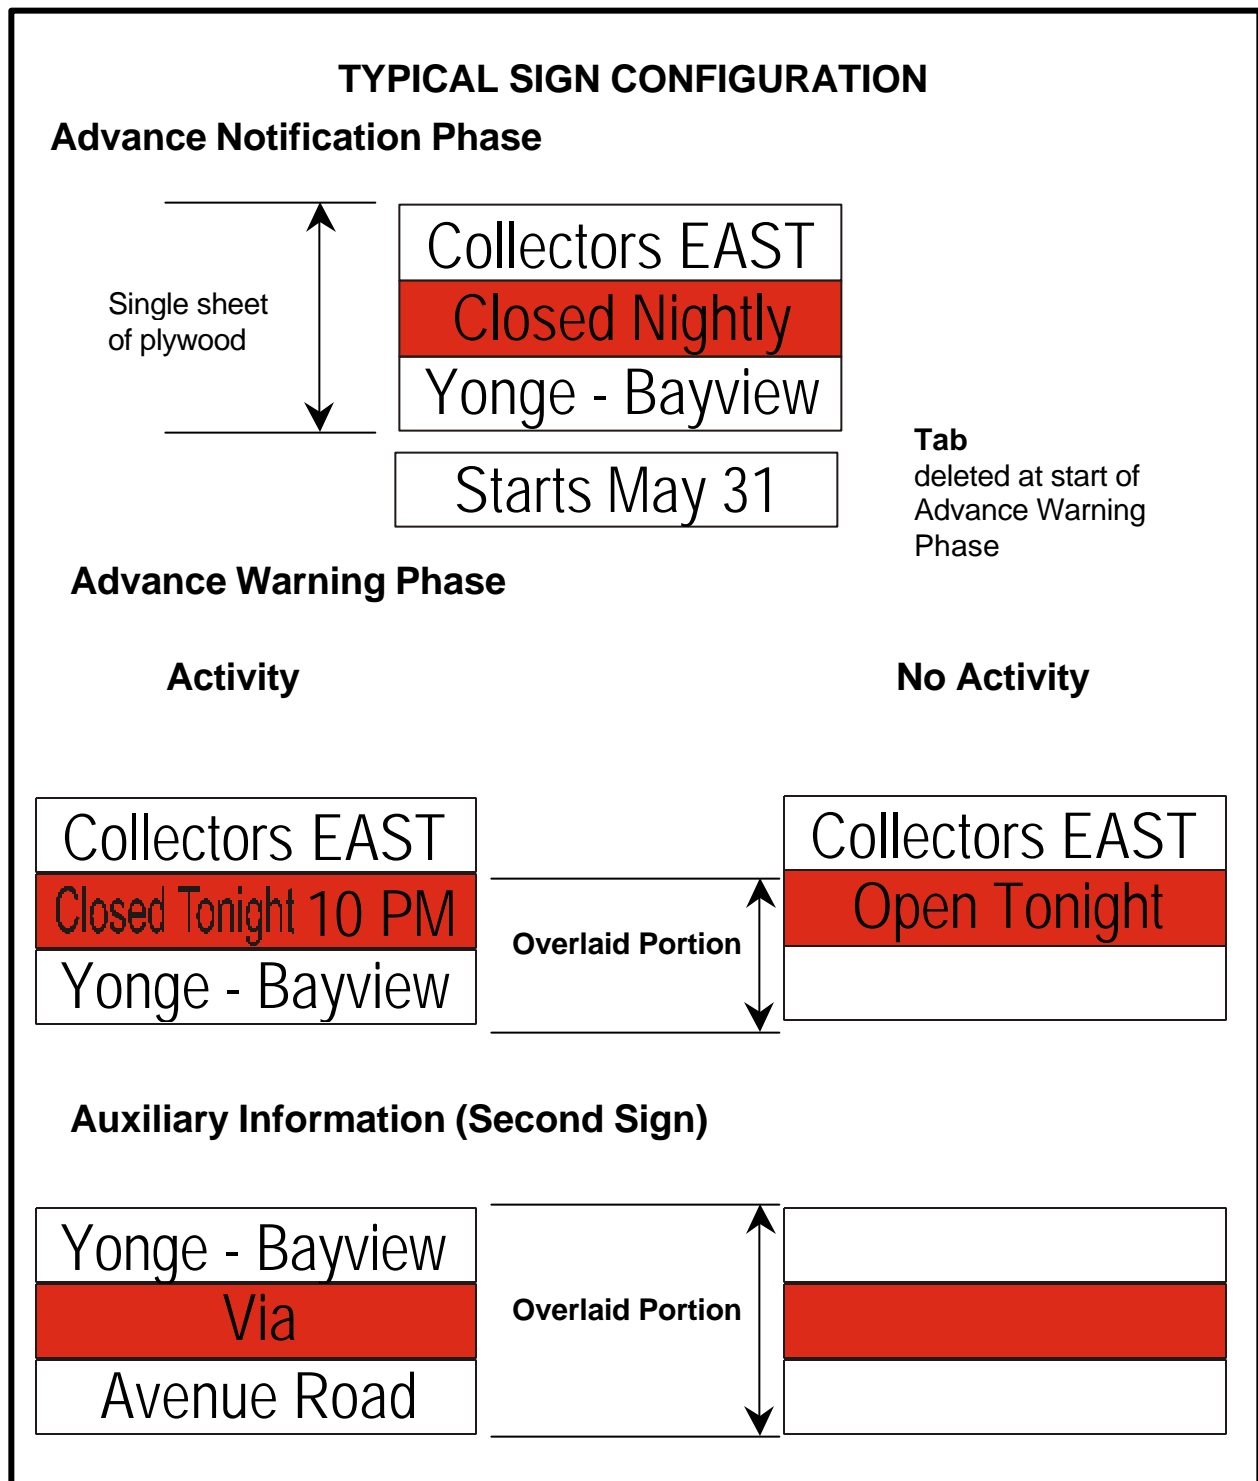 TYPICAL SIGN CONFIGURATION
Advance Notification Phase
Collectors EAST
Closed Nightly
Yonge - Bayview
Single sheet
of plywood
Starts May 31
Tab
deleted at start of
Advance Warning
Phase
Advance Warning Phase
Activity
No Activity
Collectors EAST
Closed Tonight 10 PM
Yonge - Bayview
Overlaid Portion
Collectors EAST
Open Tonight
Auxiliary Information (Second Sign)
Yonge - Bayview
Via
Avenue Road
Overlaid Portion